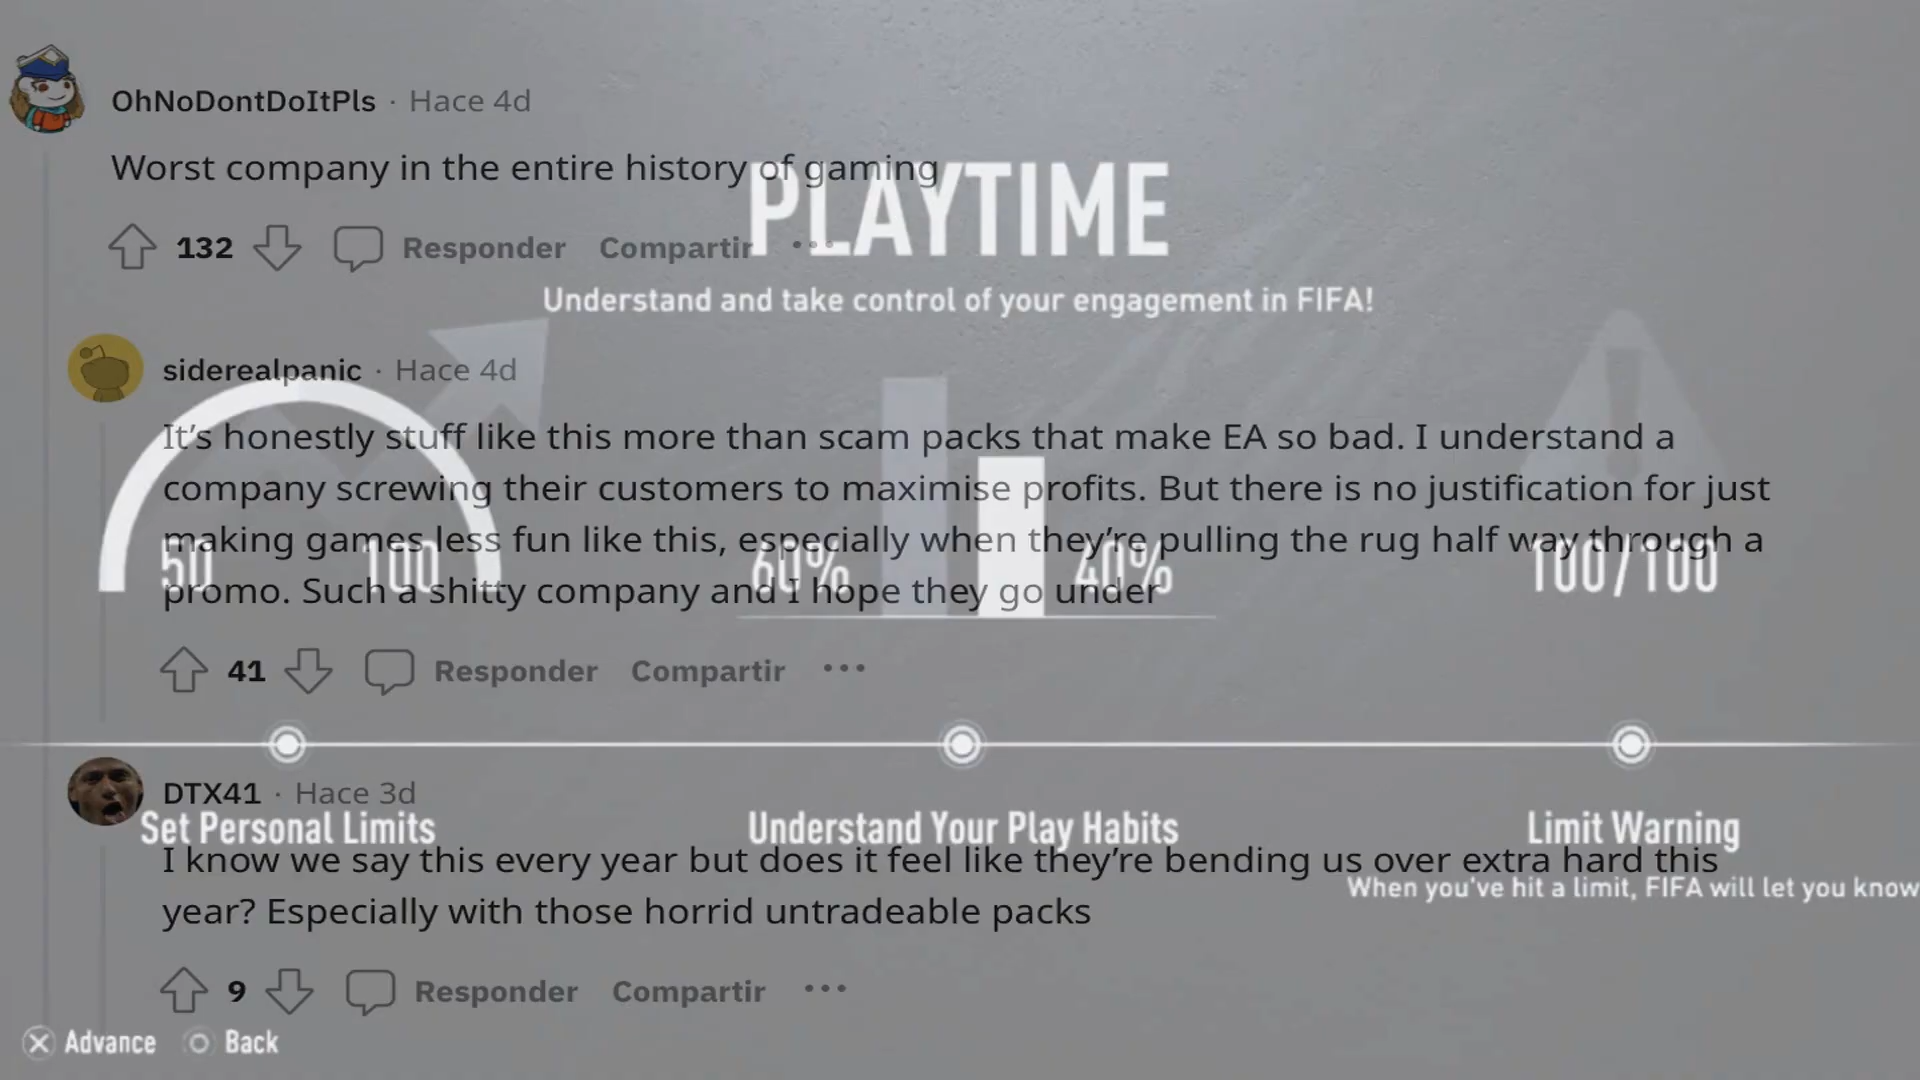 OhNoDontDoItPls · Hace 4d
Worst company in the entire history of gaming
132 Responder Compartir ...
PLAYTIME
Understand and take control of your engagement in FIFA!
siderealpanic · Hace 4d
It's honestly stuff like this more than scam packs that make EA so bad. I understand a
company screwing their customers to maximise profits. But there is no justification for just
making games less fun like this, especially when they're pulling the rug half way through a
promo. Such a shitty company and I hope they go under
50 100
60% 40%
100/100
41 Responder Compartir ...
DTX41 · Hace 3d
Set Personal Limits
Understand Your Play Habits
Limit Warning
I know we say this every year but does it feel like they're bending us over extra hard this
year? Especially with those horrid untradeable packs
When you've hit a limit, FIFA will let you know
9 Responder Compartir ...
Advance Back